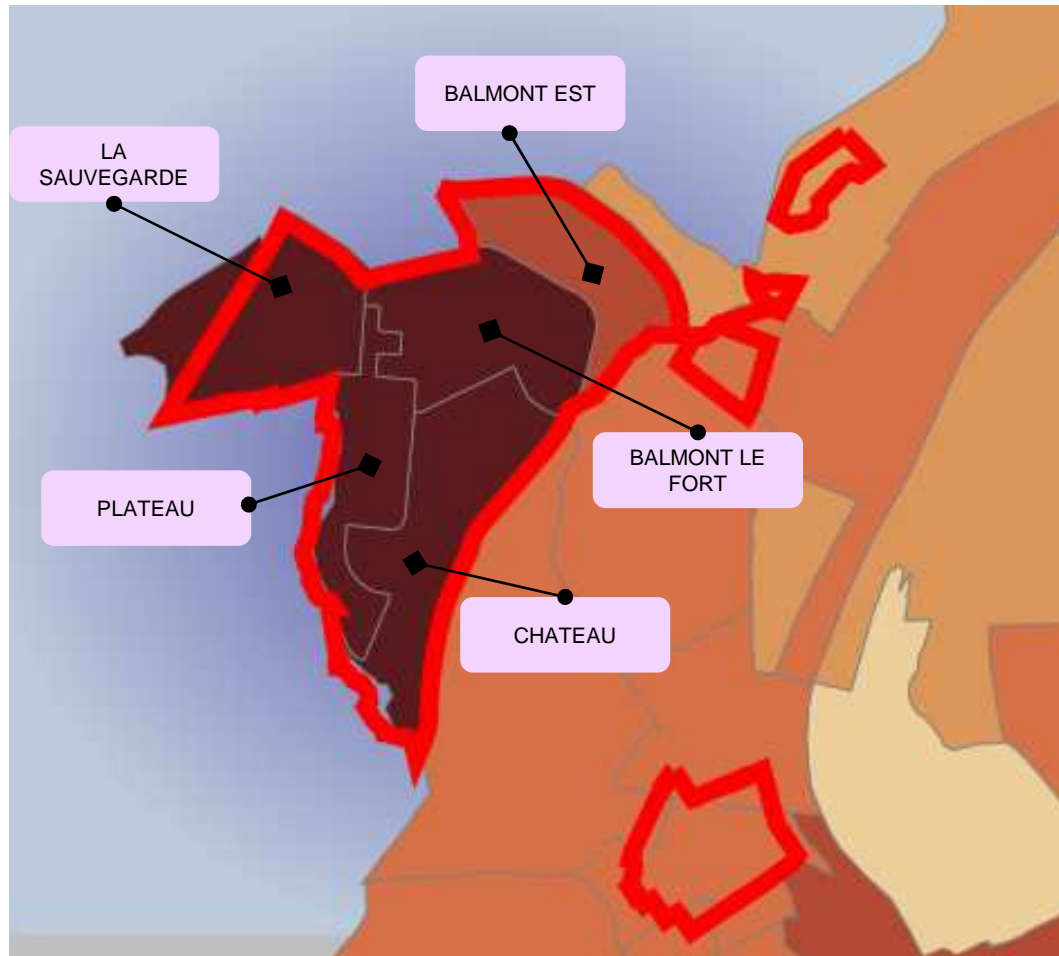 BALMONT EST
LA
SAUVEGARDE
BALMONT LE
FORT
PLATEAU
CHATEAU